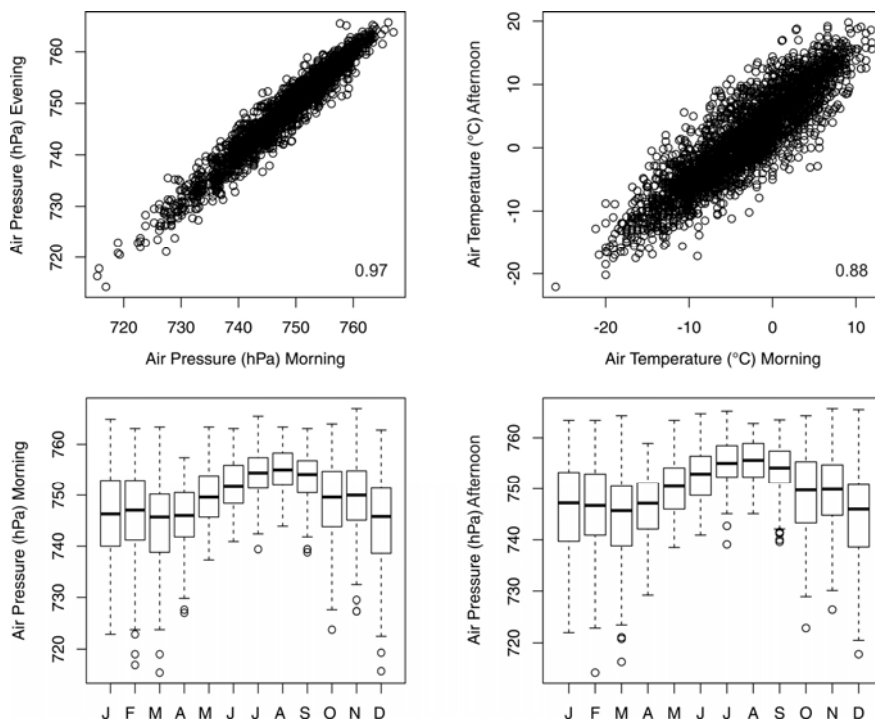 Air Pressure (hPa) Evening
760
750
740
730
720
0.97
720 730 740 750 760
Air Pressure (hPa) Morning
Air Temperature (°C) Afternoon
20
10
0
-10
-20
0.88
-20 -10 0 10
Air Temperature (°C) Morning
Air Pressure (hPa) Morning
760
750
740
730
720
J F M A M J J A S O N D
Air Pressure (hPa) Afternoon
760
750
740
730
720
J F M A M J J A S O N D